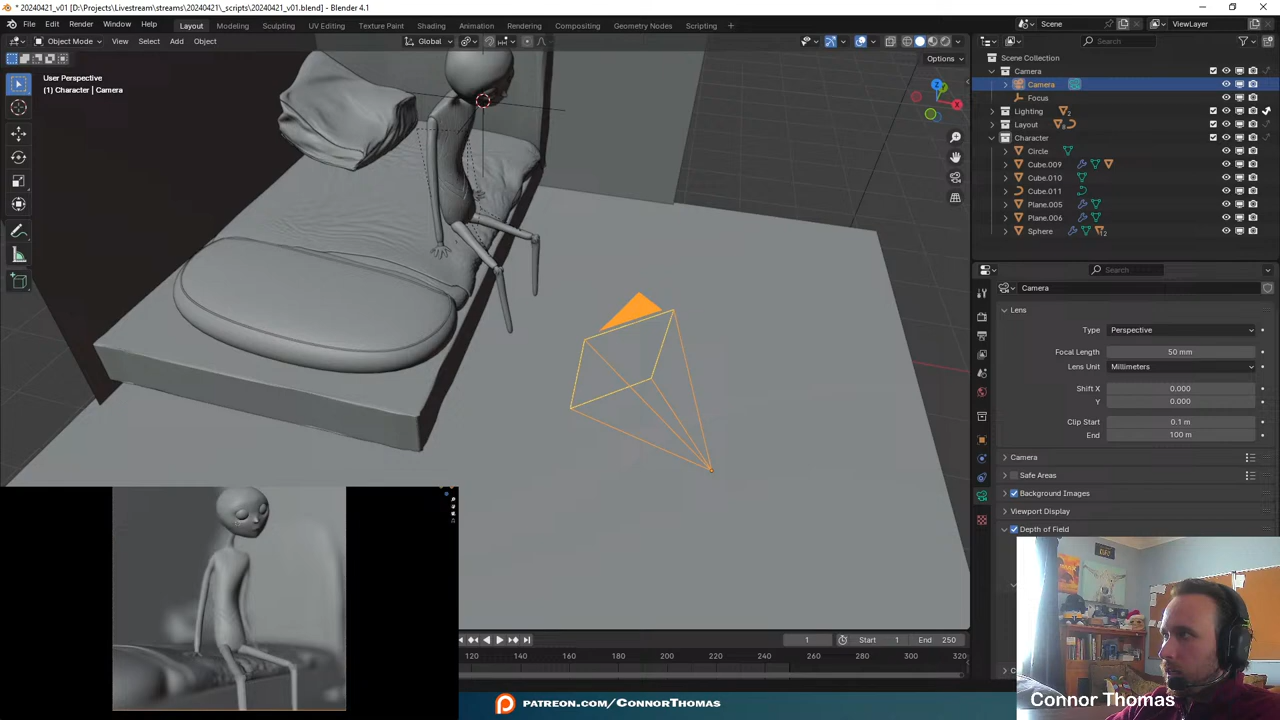 * 20240421_v01 [D:\Projects\Livestream\streams\20240421\_scripts\20240421_v01.blend] - Blender 4.1
File Edit Render Window Help
Layout Modeling Sculpting UV Editing Texture Paint Shading Animation Rendering Compositing Geometry Nodes Scripting
Scene
ViewLayer
Object Mode View Select Add Object
Global
Options
User Perspective
(1) Character | Camera
Search
Scene Collection
Camera
Camera
Focus
Lighting
2
Layout
Character
Circle
Cube.009
Cube.010
Cube.011
Plane.005
Plane.006
Sphere
12
Search
Camera
Lens
Type Perspective
Focal Length 50 mm
Lens Unit Millimeters
Shift X 0.000
Y 0.000
Clip Start 0.1 m
End 100 m
Camera
Safe Areas
Background Images
Viewport Display
Depth of Field
1 Start 1 End 250
120 140 160 180 200 220 240 260 280 300 320
PATREON.COM/CONNORTHOMAS
Connor Thomas